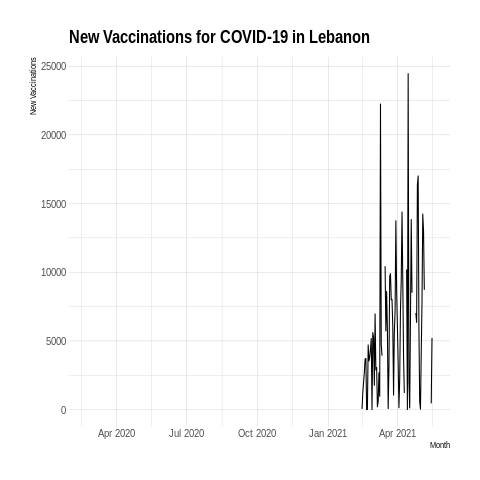 New Vaccinations for COVID-19 in Lebanon
New Vaccinations
25000
20000
15000
10000
5000
0
Apr 2020 Jul 2020 Oct 2020 Jan 2021 Apr 2021
Month